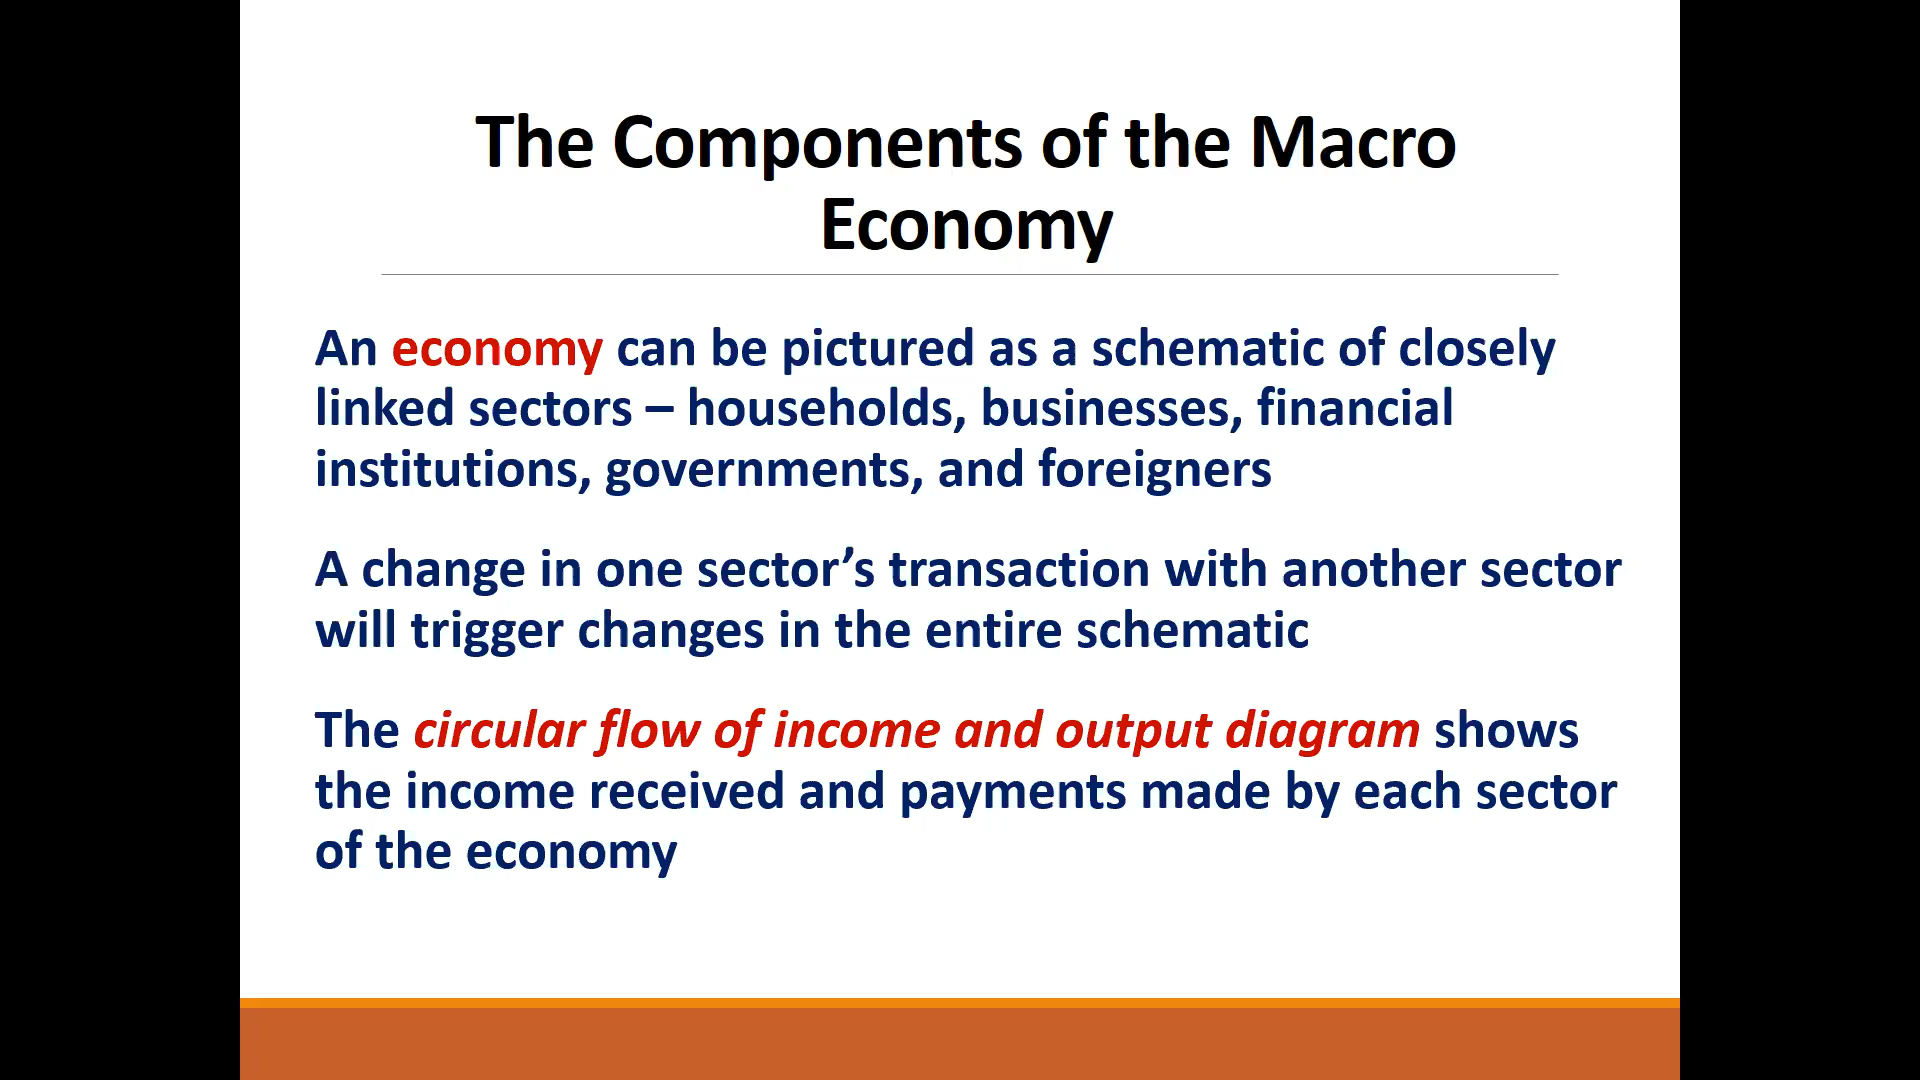 The Components of the Macro
Economy
An economy can be pictured as a schematic of closely
linked sectors – households, businesses, financial
institutions, governments, and foreigners
A change in one sector’s transaction with another sector
will trigger changes in the entire schematic
The circular flow of income and output diagram shows
the income received and payments made by each sector
of the economy